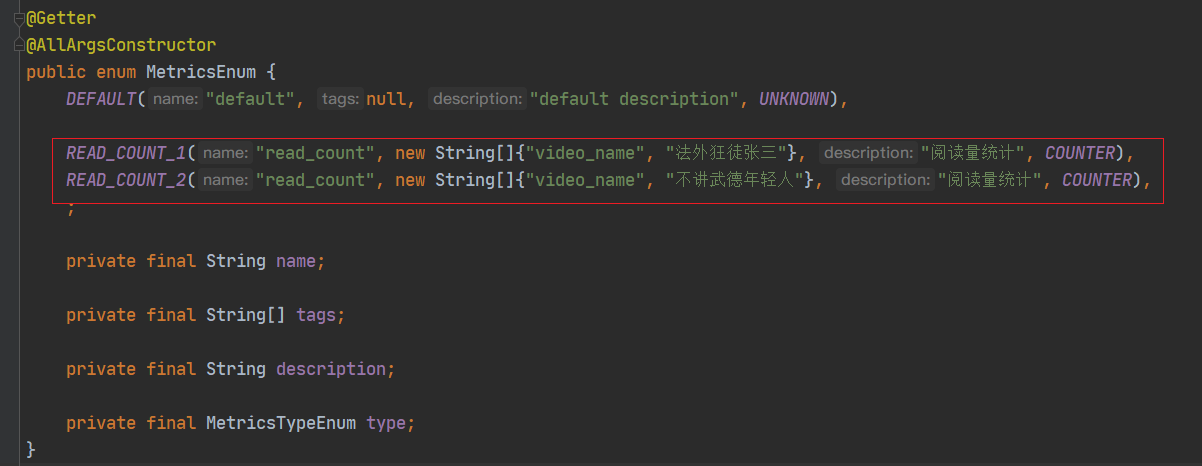 @Getter
@AllArgsConstructor
public enum MetricsEnum {
DEFAULT( name: "default", tags: null, description: "default description", UNKNOWN),
READ_COUNT_1( name: "read_count", new String[]{"video_name", "法外狂徒张三"}, description: "阅读量统计", COUNTER),
READ_COUNT_2( name: "read_count", new String[]{"video_name", "不讲武德年轻人"}, description: "阅读量统计", COUNTER),
;
private final String name;
private final String[] tags;
private final String description;
private final MetricsTypeEnum type;
}